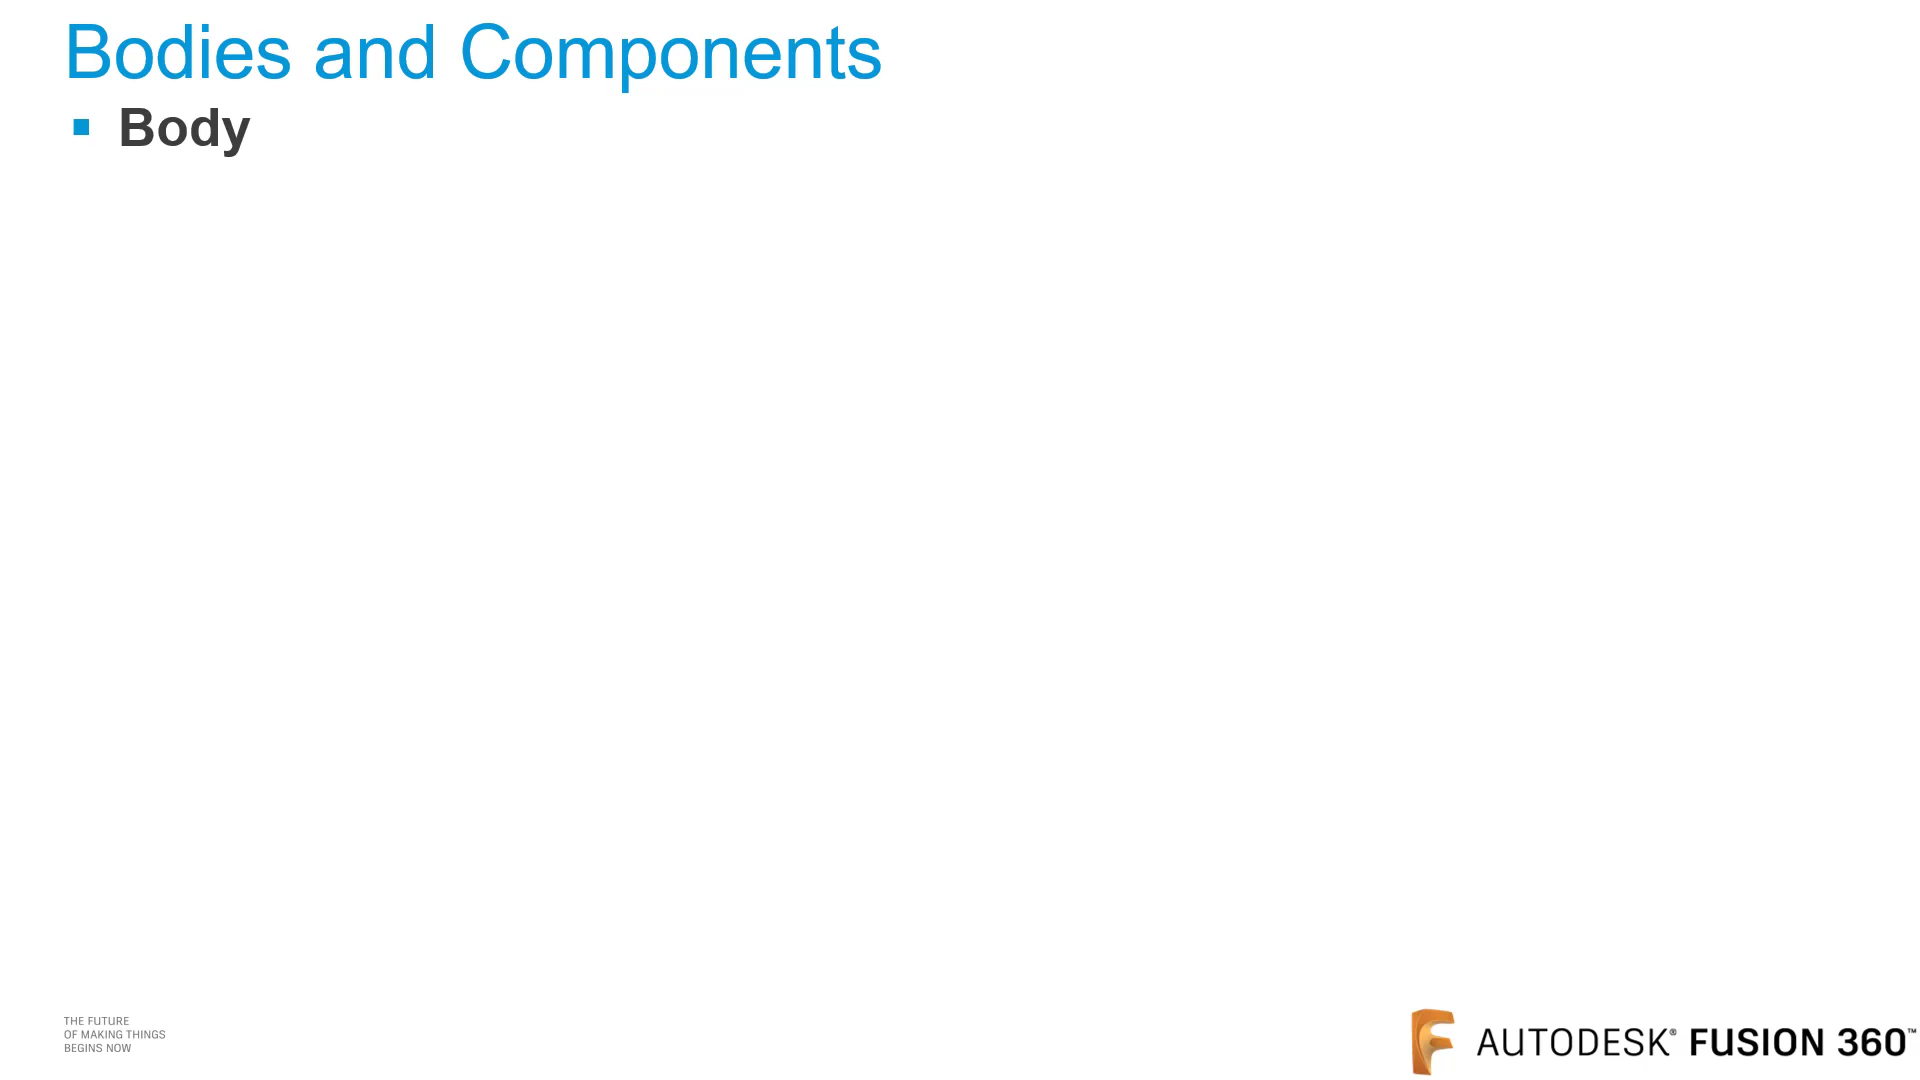 Bodies and Components
▪ Body
THE FUTURE
OF MAKING THINGS
BEGINS NOW
AUTODESK® FUSION 360™